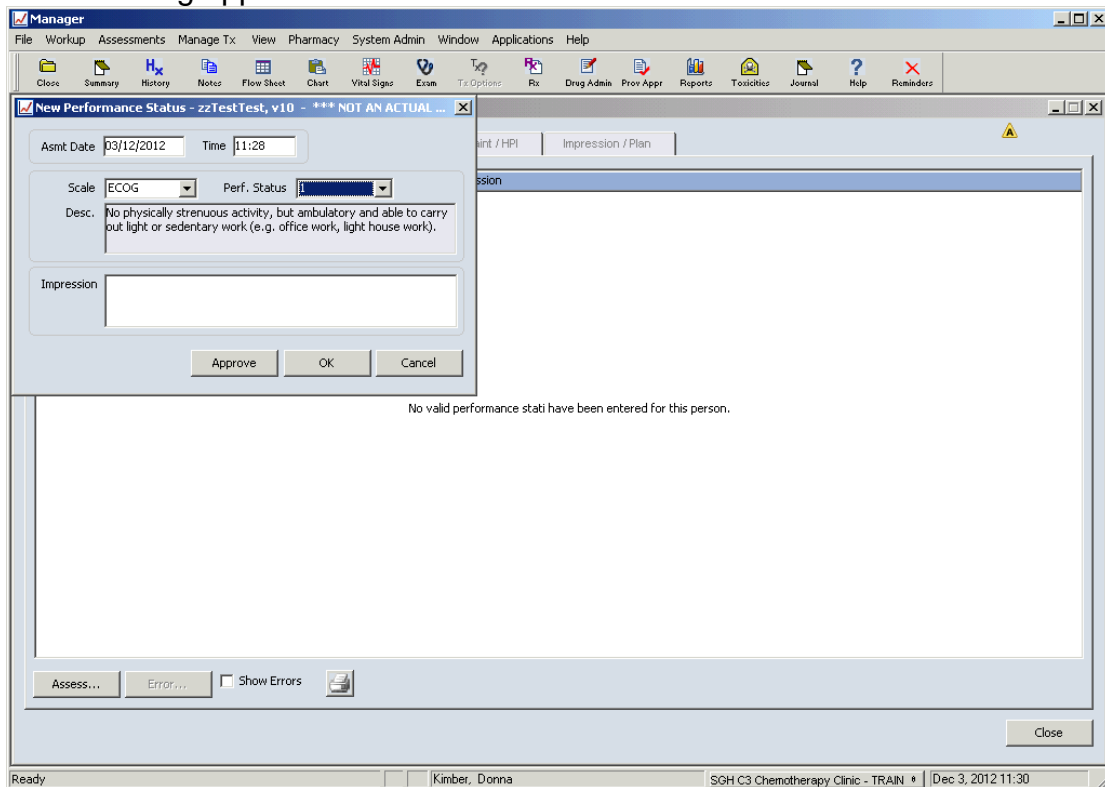 Manager
File Workup Assessments Manage Tx View Pharmacy System Admin Window Applications Help
Close Summary History Notes Flow Sheet Chart Vital Signs Exam Tx Options Rx Drug Admin Prov Appr Reports Toxicities Journal Help Reminders
New Performance Status - zzTestTest, v10 - *** NOT AN ACTUAL ...
Asmt Date 03/12/2012 Time 11:28
aint / HPI Impression / Plan
ssion
Scale ECOG Perf. Status 1
Desc. No physically strenuous activity, but ambulatory and able to carry
out light or sedentary work (e.g. office work, light house work).
Impression
Approve OK Cancel
No valid performance stati have been entered for this person.
Assess... Error... Show Errors
Close
Ready Kimber, Donna SGH C3 Chemotherapy Clinic - TRAIN Dec 3, 2012 11:30